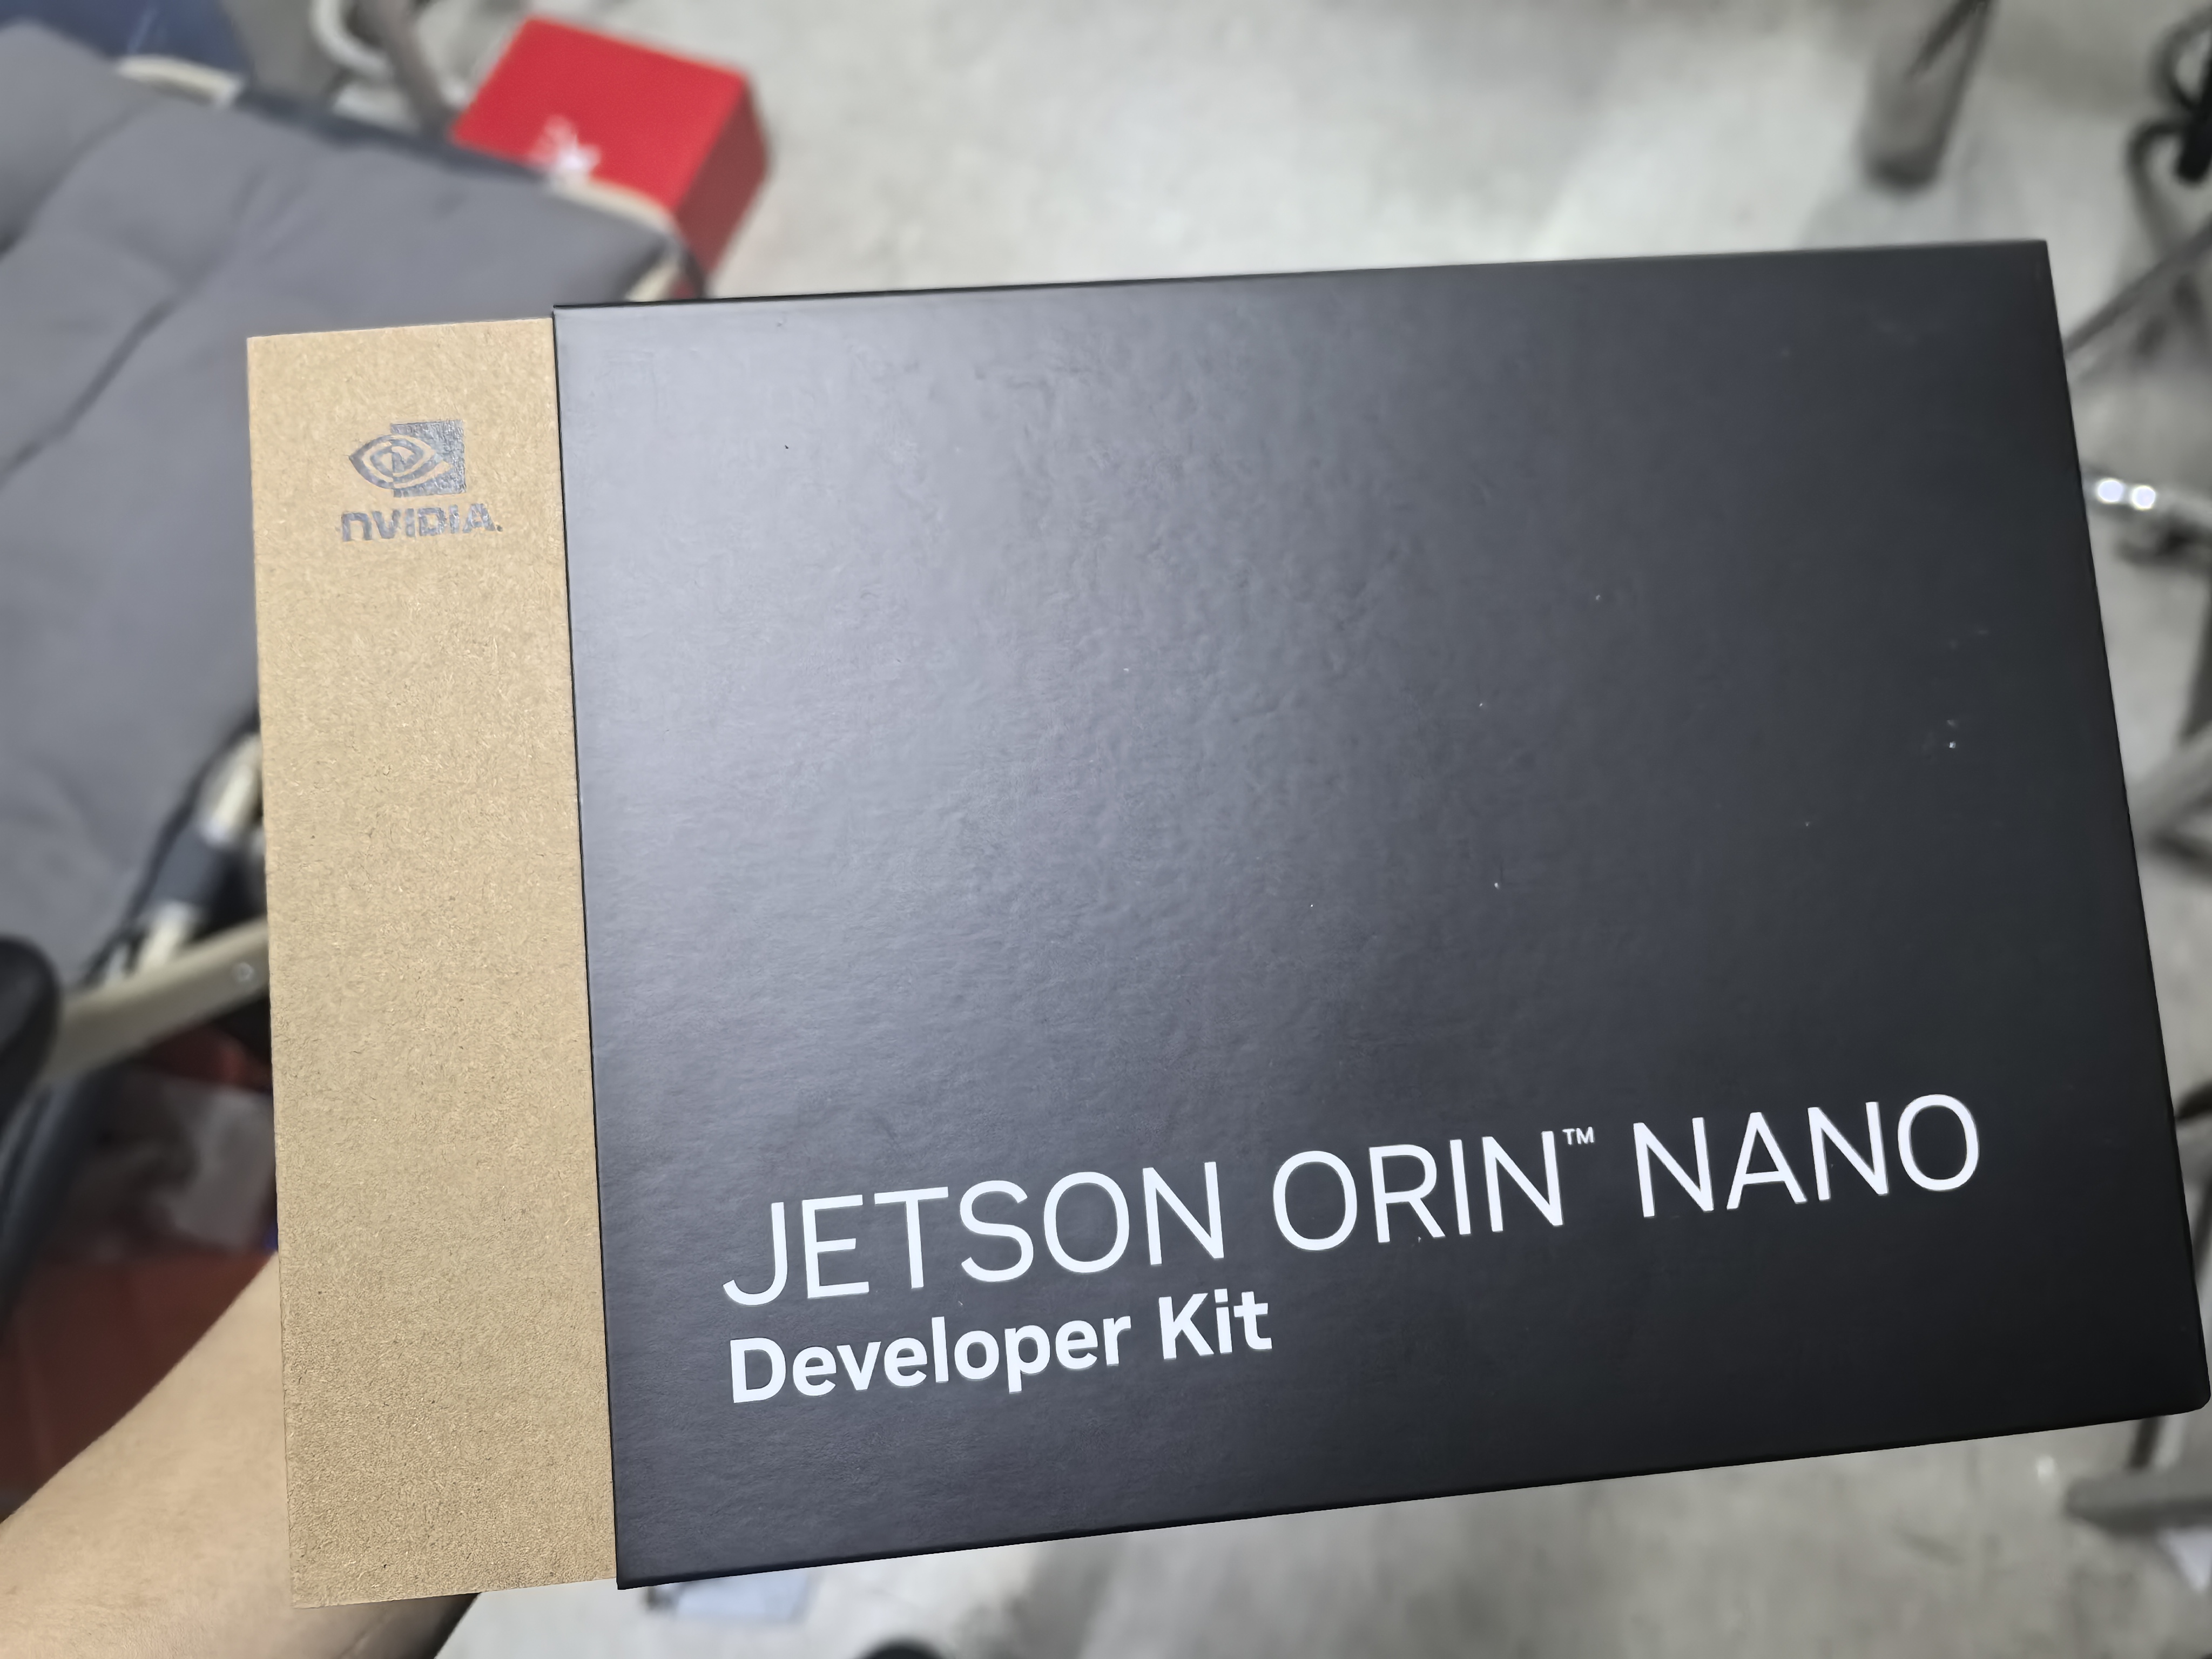 NVIDIA.
JETSON ORIN™ NANO
Developer Kit